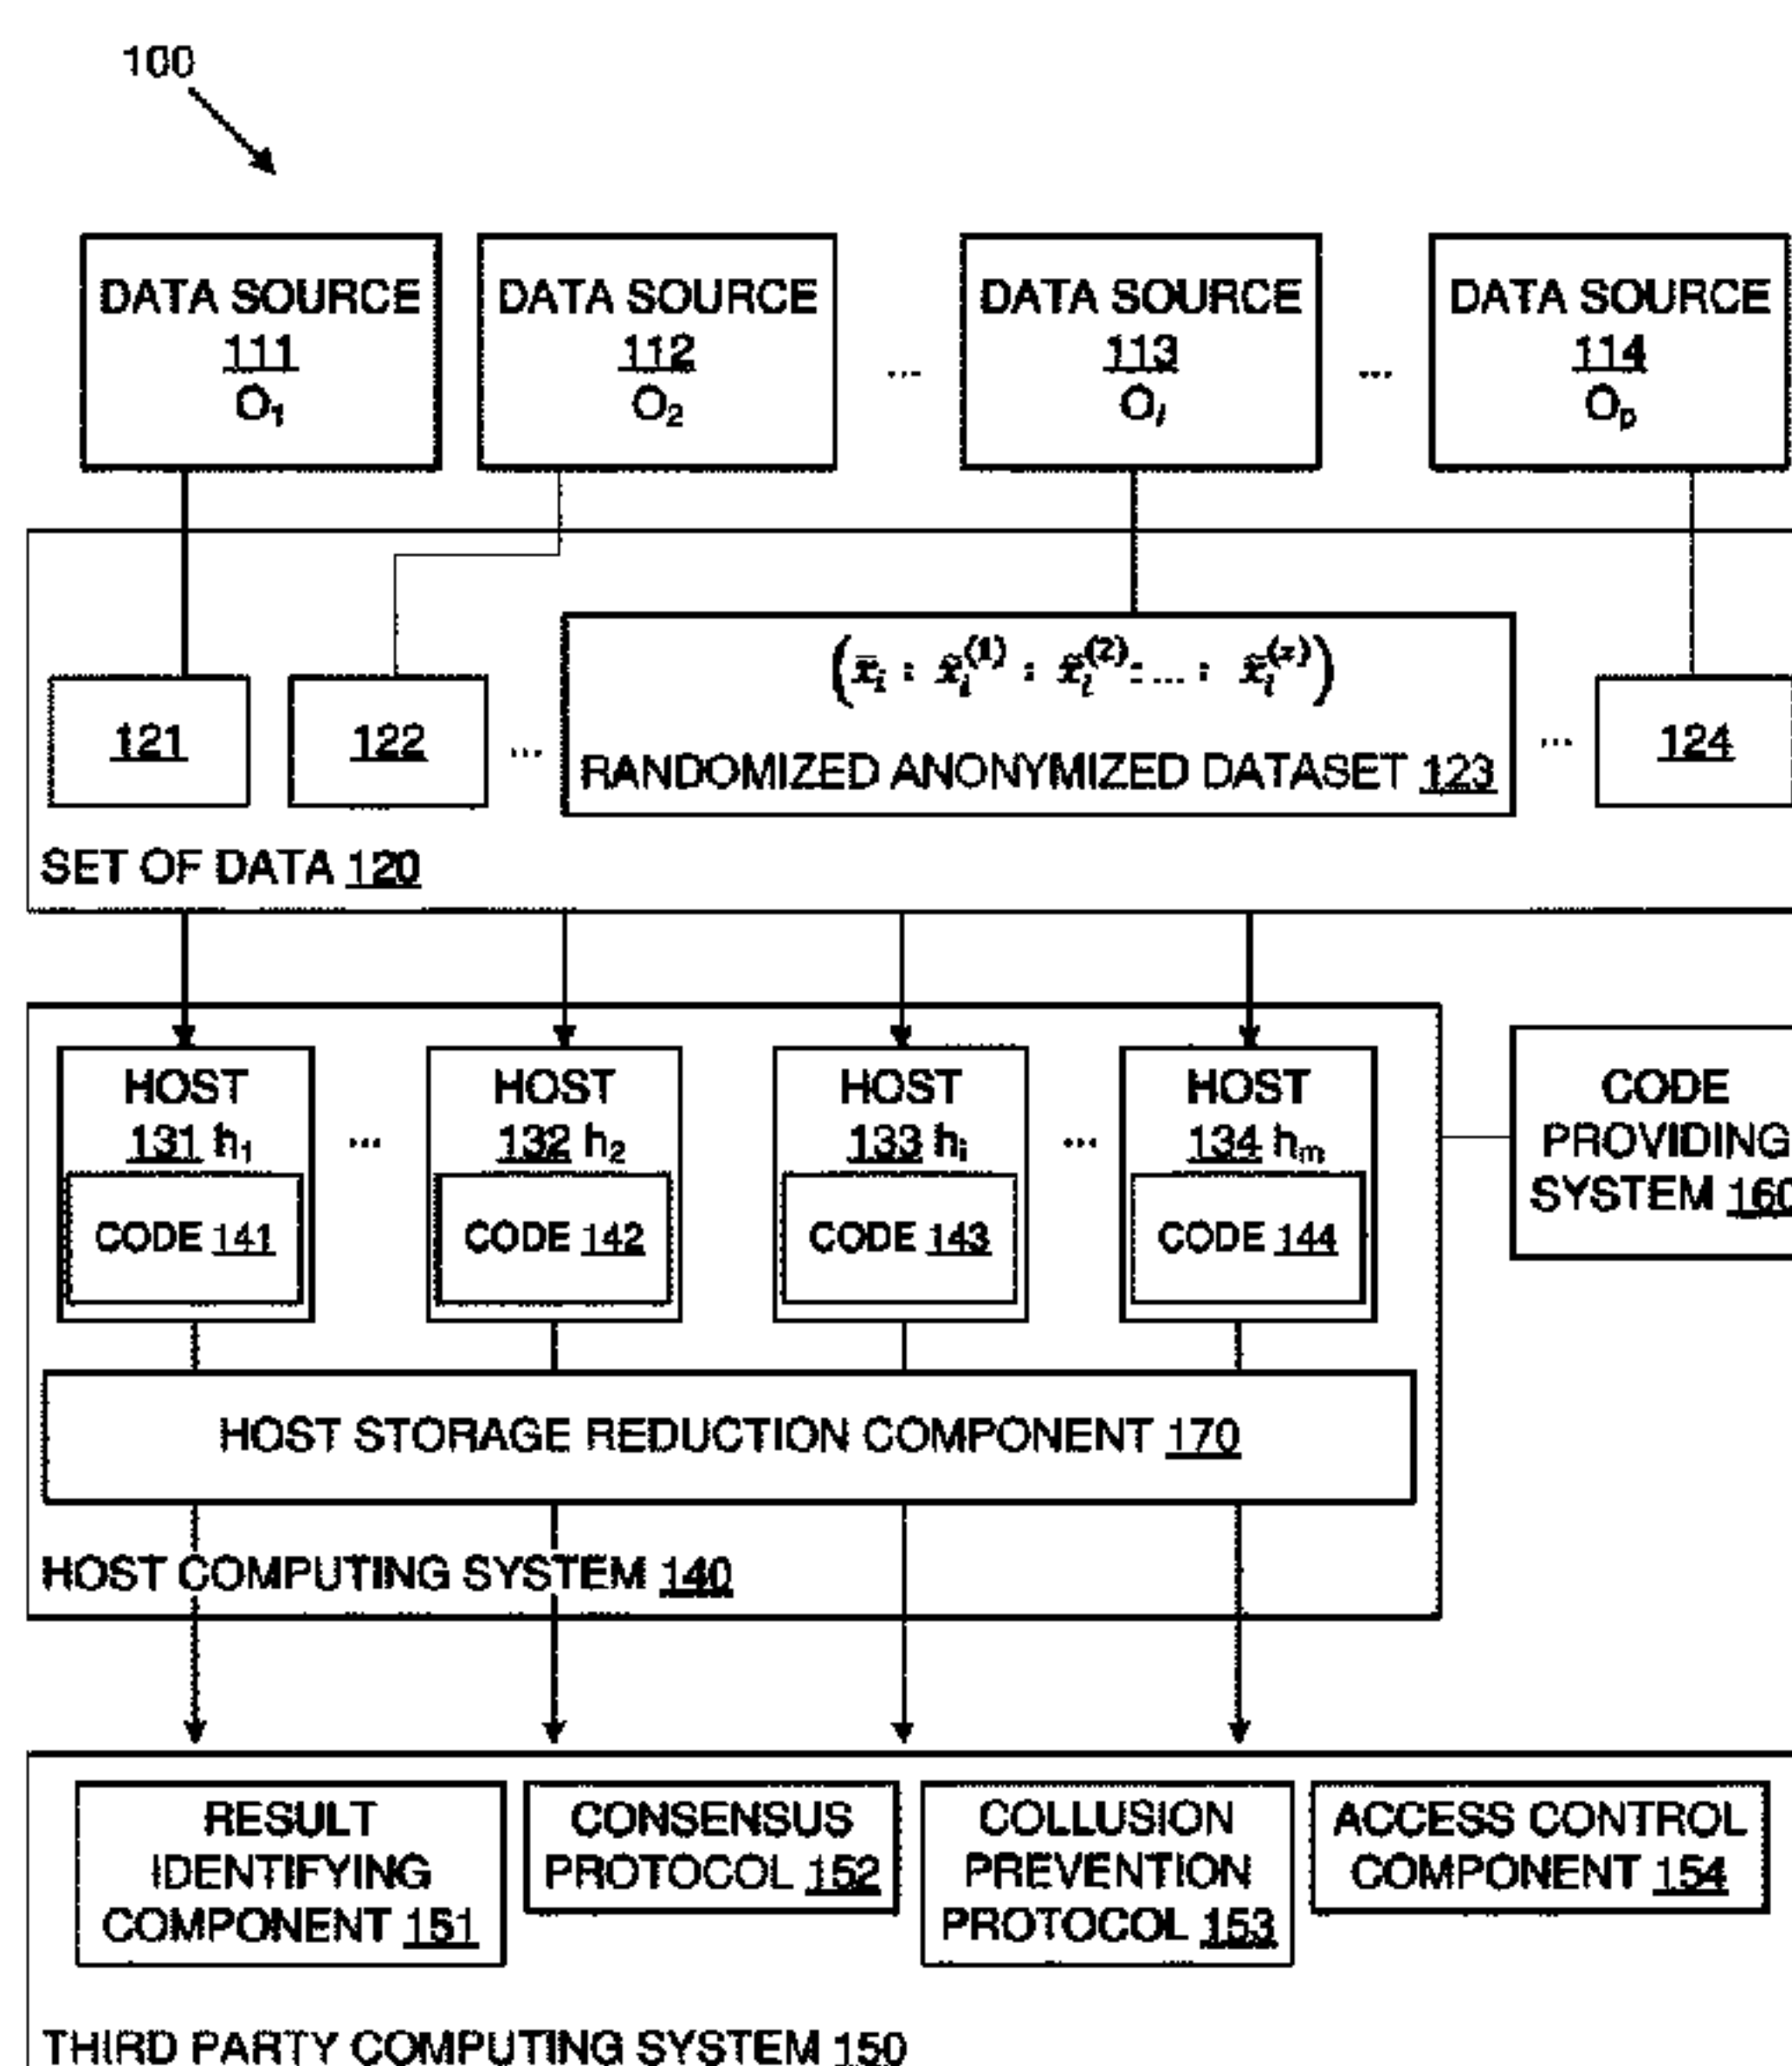 100
DATA SOURCE
111
O₁
DATA SOURCE
112
O₂
...
DATA SOURCE
113
Oᵢ
...
DATA SOURCE
114
Oₚ
121
122
...
(x̄ᵢ : x̂ᵢ⁽¹⁾ : x̂ᵢ⁽²⁾: ... : x̂ᵢ⁽ᶻ⁾)
RANDOMIZED ANONYMIZED DATASET 123
...
124
SET OF DATA 120
HOST
131 h₁
CODE 141
...
HOST
132 h₂
CODE 142
HOST
133 hᵢ
CODE 143
...
HOST
134 hₘ
CODE 144
CODE
PROVIDING
SYSTEM 160
HOST STORAGE REDUCTION COMPONENT 170
HOST COMPUTING SYSTEM 140
RESULT
IDENTIFYING
COMPONENT 151
CONSENSUS
PROTOCOL 152
COLLUSION
PREVENTION
PROTOCOL 153
ACCESS CONTROL
COMPONENT 154
THIRD PARTY COMPUTING SYSTEM 150